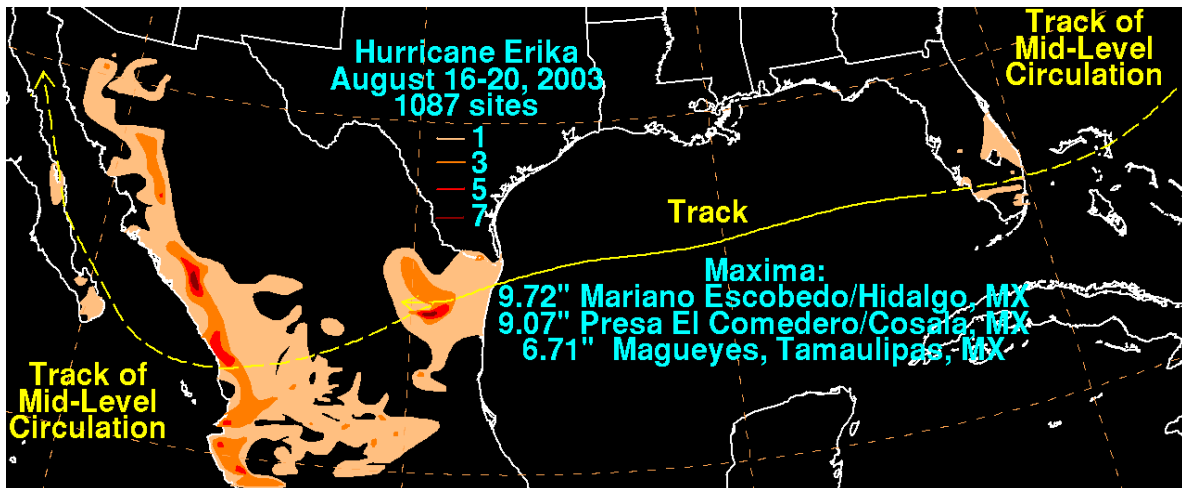 Hurricane Erika
August 16-20, 2003
1087 sites
1
3
5
7
Track of
Mid-Level
Circulation
Track
Maxima:
9.72" Mariano Escobedo/Hidalgo, MX
9.07" Presa El Comedero/Cosala, MX
6.71" Magueyes, Tamaulipas, MX
Track of
Mid-Level
Circulation